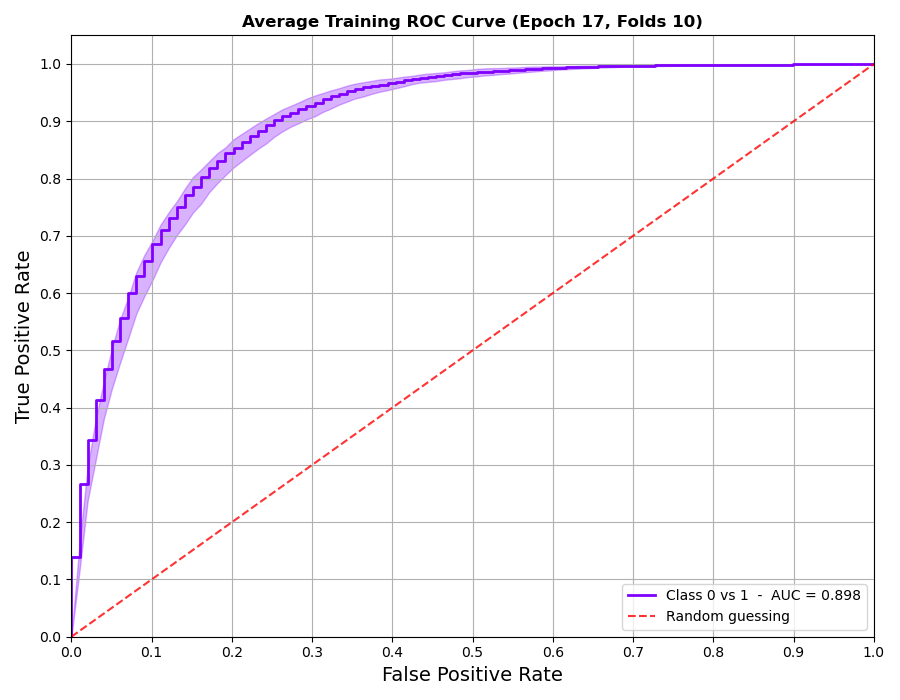 Average Training ROC Curve (Epoch 17, Folds 10)
True Positive Rate
1.0
0.9
0.8
0.7
0.6
0.5
0.4
0.3
0.2
0.1
0.0
Class 0 vs 1 - AUC = 0.898
Random guessing
0.0 0.1 0.2 0.3 0.4 0.5 0.6 0.7 0.8 0.9 1.0
False Positive Rate